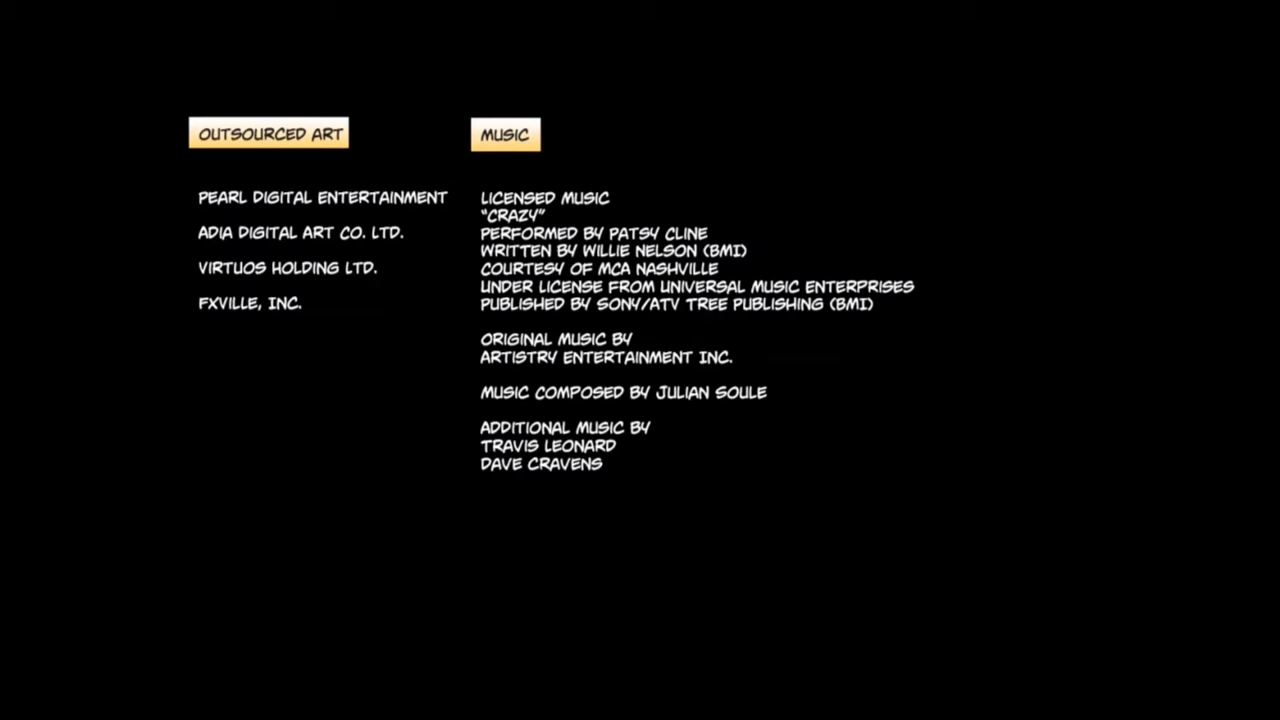 OUTSOURCED ART
PEARL DIGITAL ENTERTAINMENT
ADIA DIGITAL ART CO. LTD.
VIRTUOS HOLDING LTD.
FXVILLE, INC.
MUSIC
LICENSED MUSIC
"CRAZY"
PERFORMED BY PATSY CLINE
WRITTEN BY WILLIE NELSON (BMI)
COURTESY OF MCA NASHVILLE
UNDER LICENSE FROM UNIVERSAL MUSIC ENTERPRISES
PUBLISHED BY SONY/ATV TREE PUBLISHING (BMI)
ORIGINAL MUSIC BY
ARTISTRY ENTERTAINMENT INC.
MUSIC COMPOSED BY JULIAN SOULE
ADDITIONAL MUSIC BY
TRAVIS LEONARD
DAVE CRAVENS